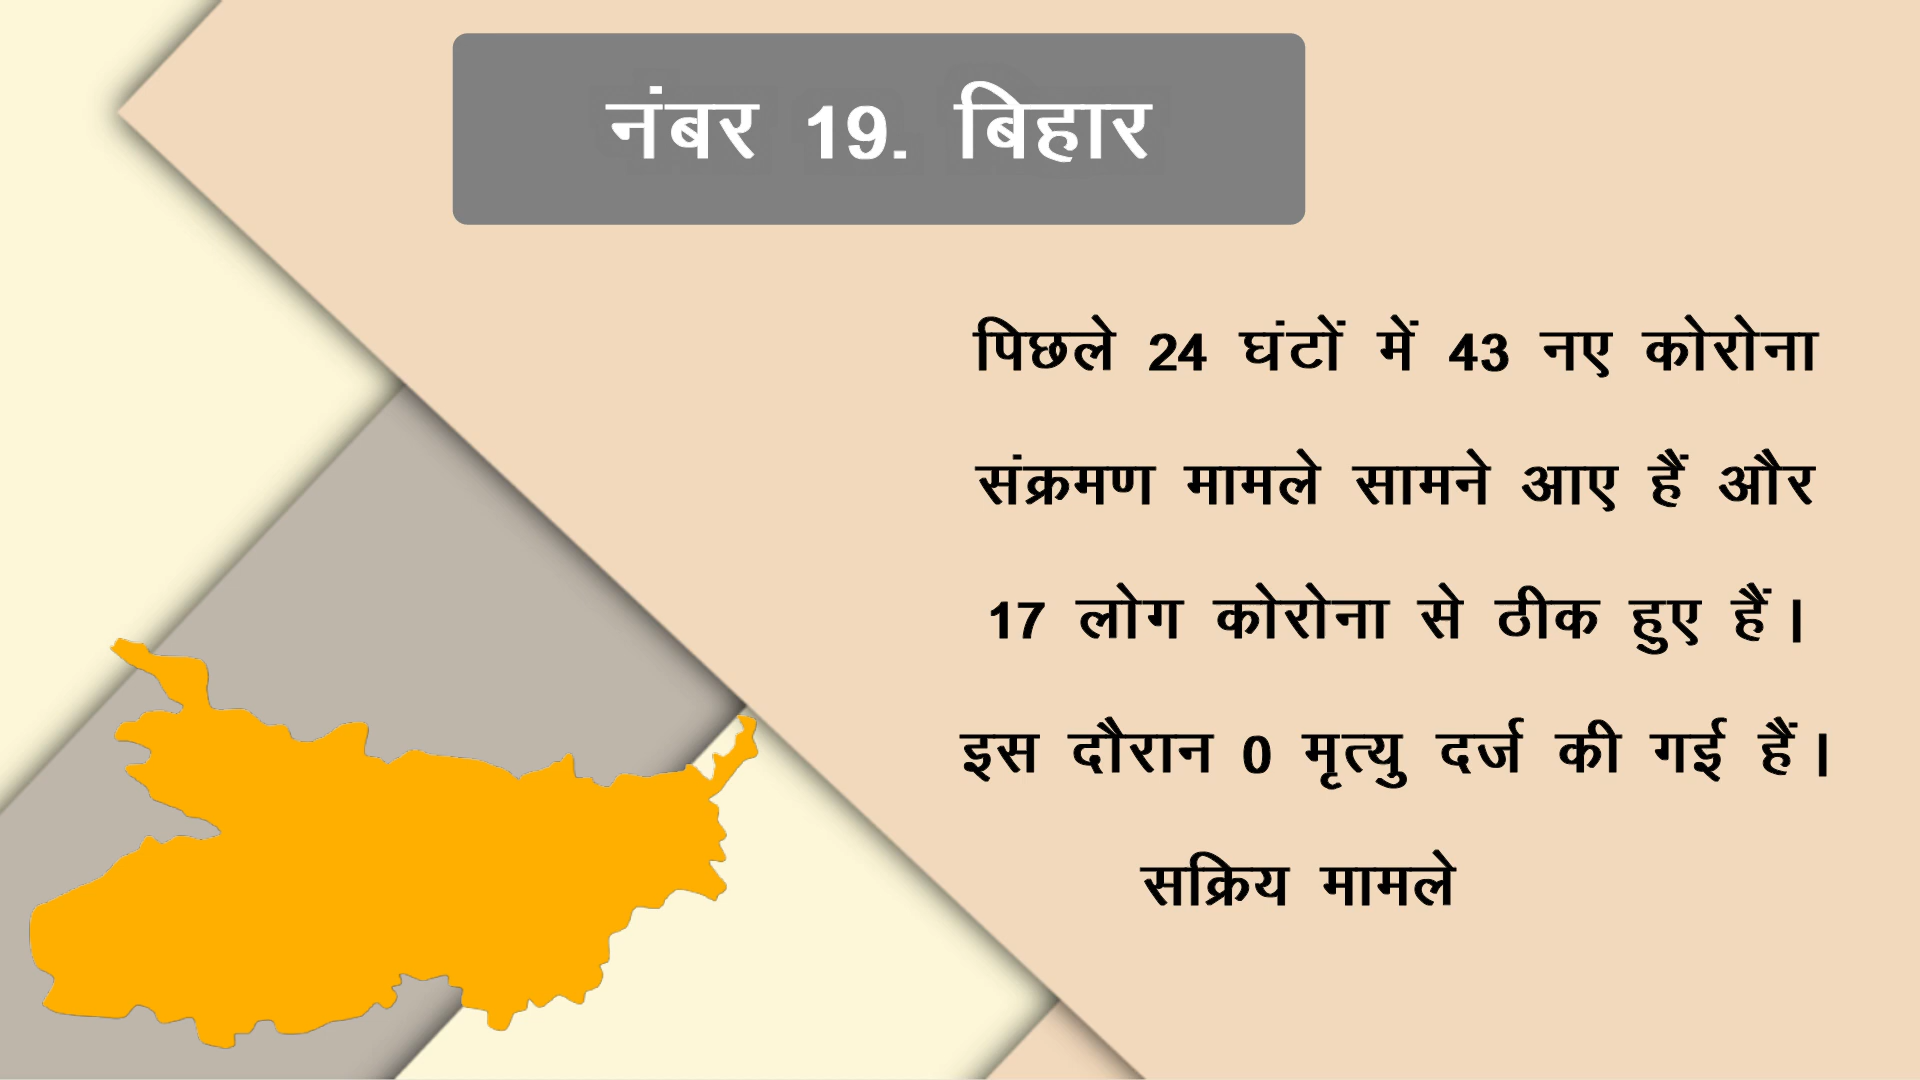 नंबर 19. बिहार
पिछले 24 घंटों में 43 नए कोरोना
संक्रमण मामले सामने आए हैं और
17 लोग कोरोना से ठीक हुए हैं।
इस दौरान 0 मृत्यु दर्ज की गई हैं।
सक्रिय मामले